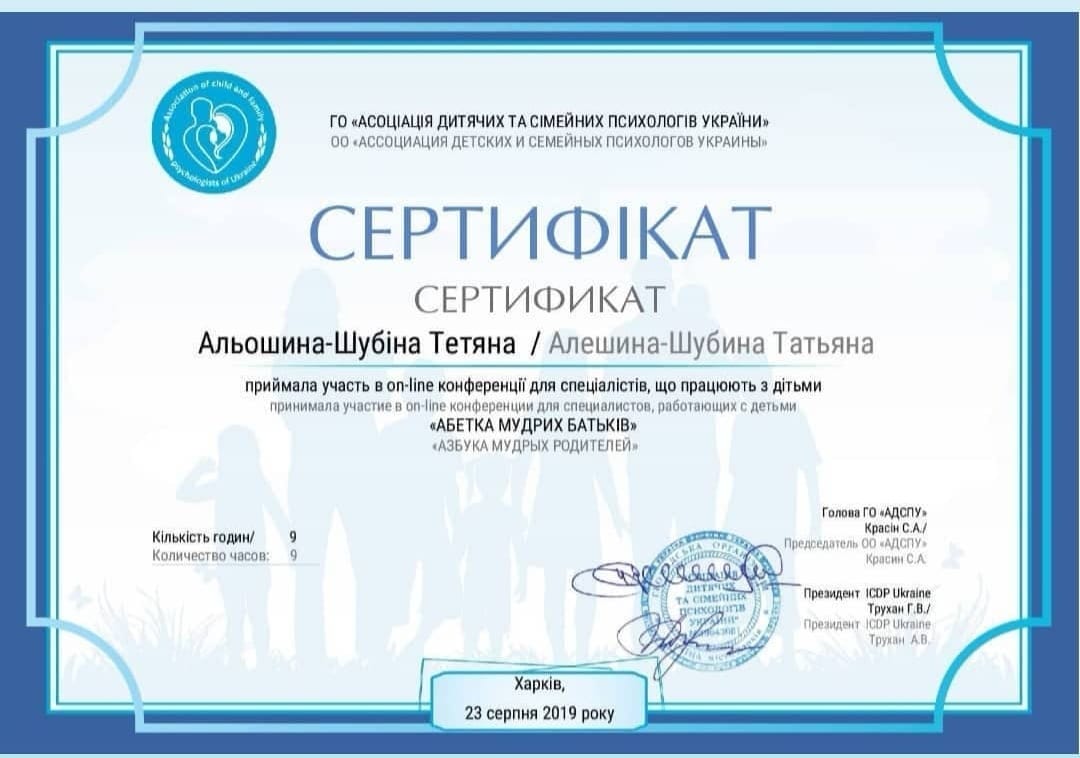 Association of child and family
psychologists of Ukraine
ГО «АСОЦІАЦІЯ ДИТЯЧИХ ТА СІМЕЙНИХ ПСИХОЛОГІВ УКРАЇНИ»
ОО «АССОЦИАЦИЯ ДЕТСКИХ И СЕМЕЙНЫХ ПСИХОЛОГОВ УКРАИНЫ»
СЕРТИФІКАТ
СЕРТИФИКАТ
Альошина-Шубіна Тетяна / Алешина-Шубина Татьяна
приймала участь в on-line конференції для спеціалістів, що працюють з дітьми
принимала участие в on-line конференции для специалистов, работающих с детьми
«АБЕТКА МУДРИХ БАТЬКІВ»
«АЗБУКА МУДРЫХ РОДИТЕЛЕЙ»
Кількість годин/ 9
Количество часов: 9
Голова ГО «АДСПУ»
Красін С.А./
Председатель ОО «АДСПУ»
Красин С.А.
Президент ICDP Ukraine
Трухан Г.В./
Президент ICDP Ukraine
Трухан А.В.
ДИТЯЧИХ
ТА СІМЕЙНИХ
ПСИХОЛОГІВ
УКРАЇНИ"
Харків,
23 серпня 2019 року